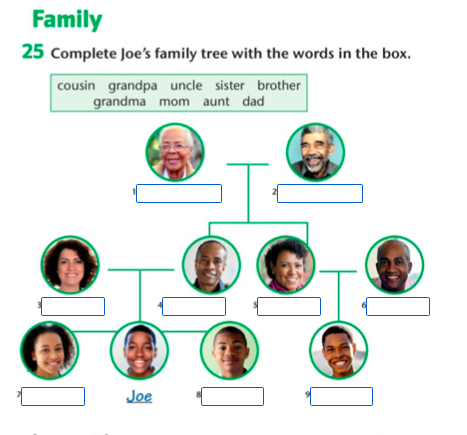 Family
25 Complete Joe's family tree with the words in the box.
cousin grandpa uncle sister brother
grandma mom aunt dad
1 2
3 4 5 6
7 Joe 8 9